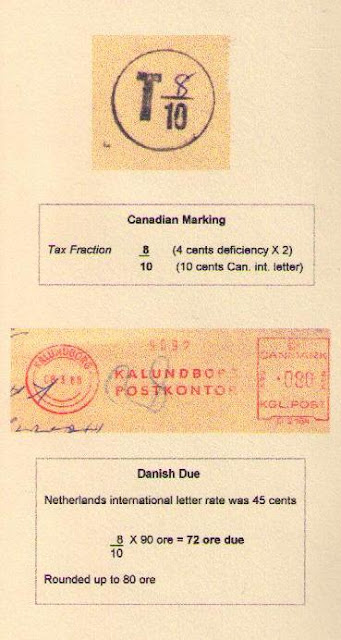 T 8
10
Canadian Marking
Tax Fraction 8 (4 cents deficiency X 2)
10 (10 cents Can. int. letter)
KALUNDBORG
KALUNDBORG
POSTKONTOR
DANMARK
080
KGL.POST
Danish Due
Netherlands international letter rate was 45 cents
8 X 90 ore = 72 ore due
10
Rounded up to 80 ore